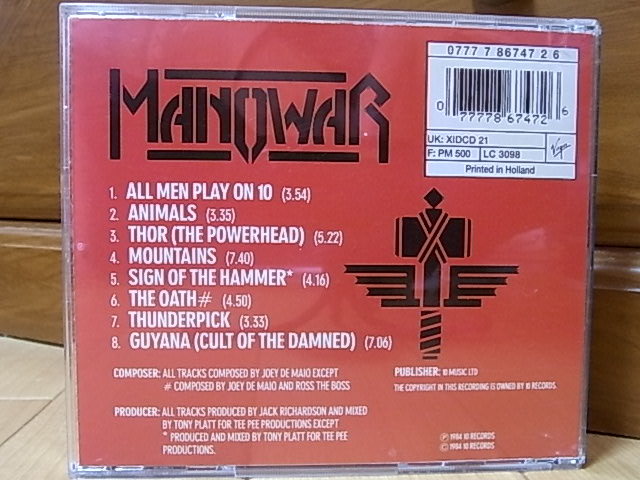 MANOWAR
0777 7 86747 2 6
0 77778 67472 6
UK: XIDCD 21
F: PM 500 LC 3098
Virgin
Printed in Holland
1. ALL MEN PLAY ON 10 (3.54)
2. ANIMALS (3.35)
3. THOR (THE POWERHEAD) (5.22)
4. MOUNTAINS (7.40)
5. SIGN OF THE HAMMER* (4.16)
6. THE OATH # (4.50)
7. THUNDERPICK (3.33)
8. GUYANA (CULT OF THE DAMNED) (7.06)
COMPOSER: ALL TRACKS COMPOSED BY JOEY DE MAIO EXCEPT
# COMPOSED BY JOEY DE MAIO AND ROSS THE BOSS
PRODUCER: ALL TRACKS PRODUCED BY JACK RICHARDSON AND MIXED
BY TONY PLATT FOR TEE PEE PRODUCTIONS EXCEPT
* PRODUCED AND MIXED BY TONY PLATT FOR TEE PEE
PRODUCTIONS.
PUBLISHER: 10 MUSIC LTD
THE COPYRIGHT IN THIS RECORDING IS OWNED BY 10 RECORDS.
℗ 1984 10 RECORDS
© 1984 10 RECORDS